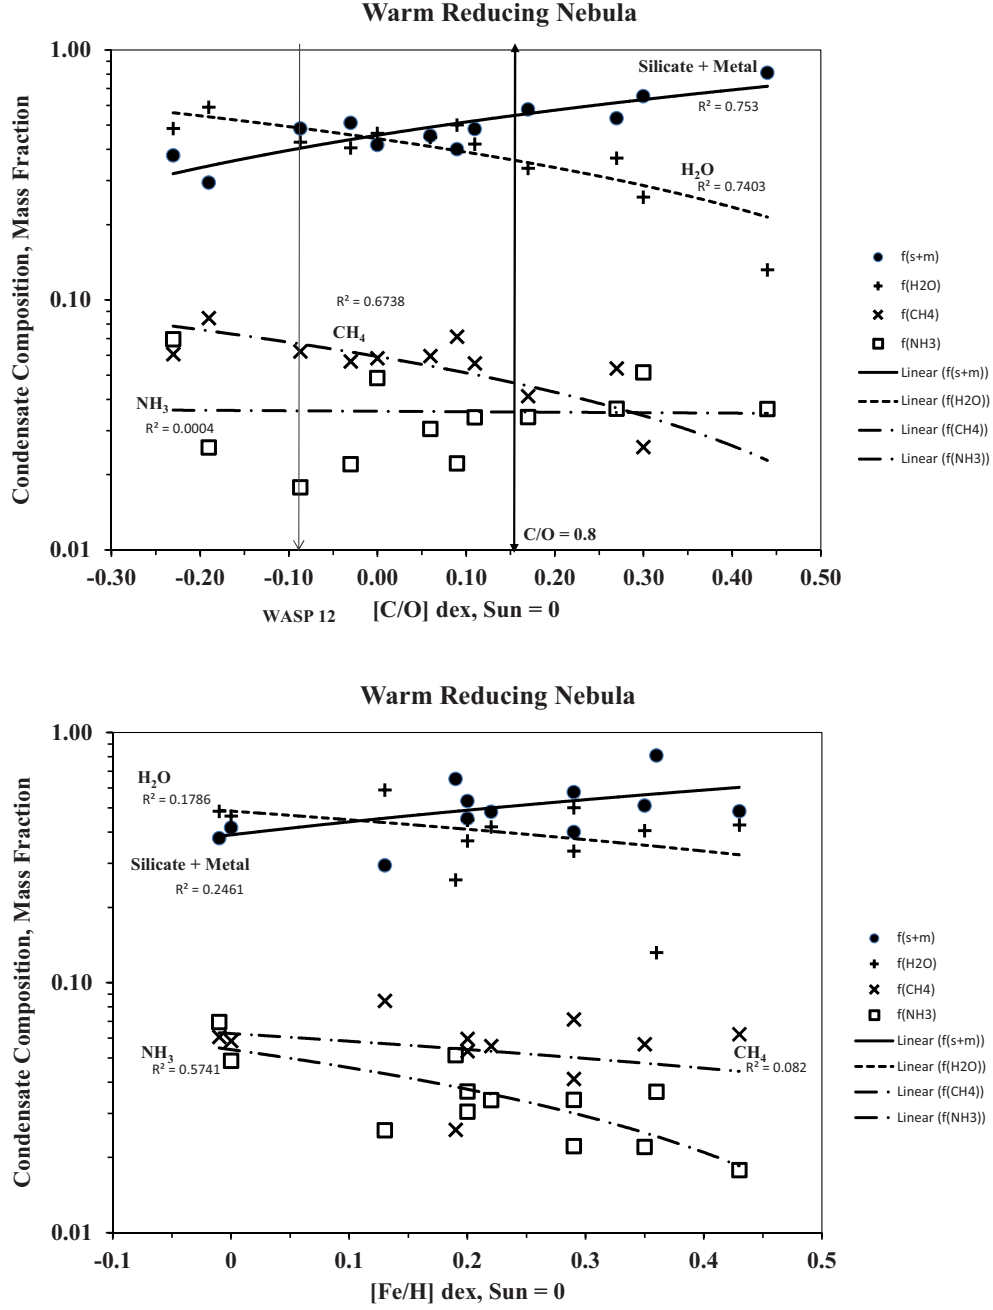 Warm Reducing Nebula
1.00
Silicate + Metal
R² = 0.753
H₂O
R² = 0.7403
Condensate Composition, Mass Fraction
0.10
R² = 0.6738
CH₄
NH₃
R² = 0.0004
C/O = 0.8
0.01
-0.30 -0.20 -0.10 0.00 0.10 0.20 0.30 0.40 0.50
WASP 12
[C/O] dex, Sun = 0
f(s+m)
f(H2O)
f(CH4)
f(NH3)
Linear (f(s+m))
Linear (f(H2O))
Linear (f(CH4))
Linear (f(NH3))
Warm Reducing Nebula
1.00
H₂O
R² = 0.1786
Silicate + Metal
R² = 0.2461
Condensate Composition, Mass Fraction
0.10
NH₃
R² = 0.5741
CH₄
R² = 0.082
0.01
-0.1 0 0.1 0.2 0.3 0.4 0.5
[Fe/H] dex, Sun = 0
f(s+m)
f(H2O)
f(CH4)
f(NH3)
Linear (f(s+m))
Linear (f(H2O))
Linear (f(CH4))
Linear (f(NH3))